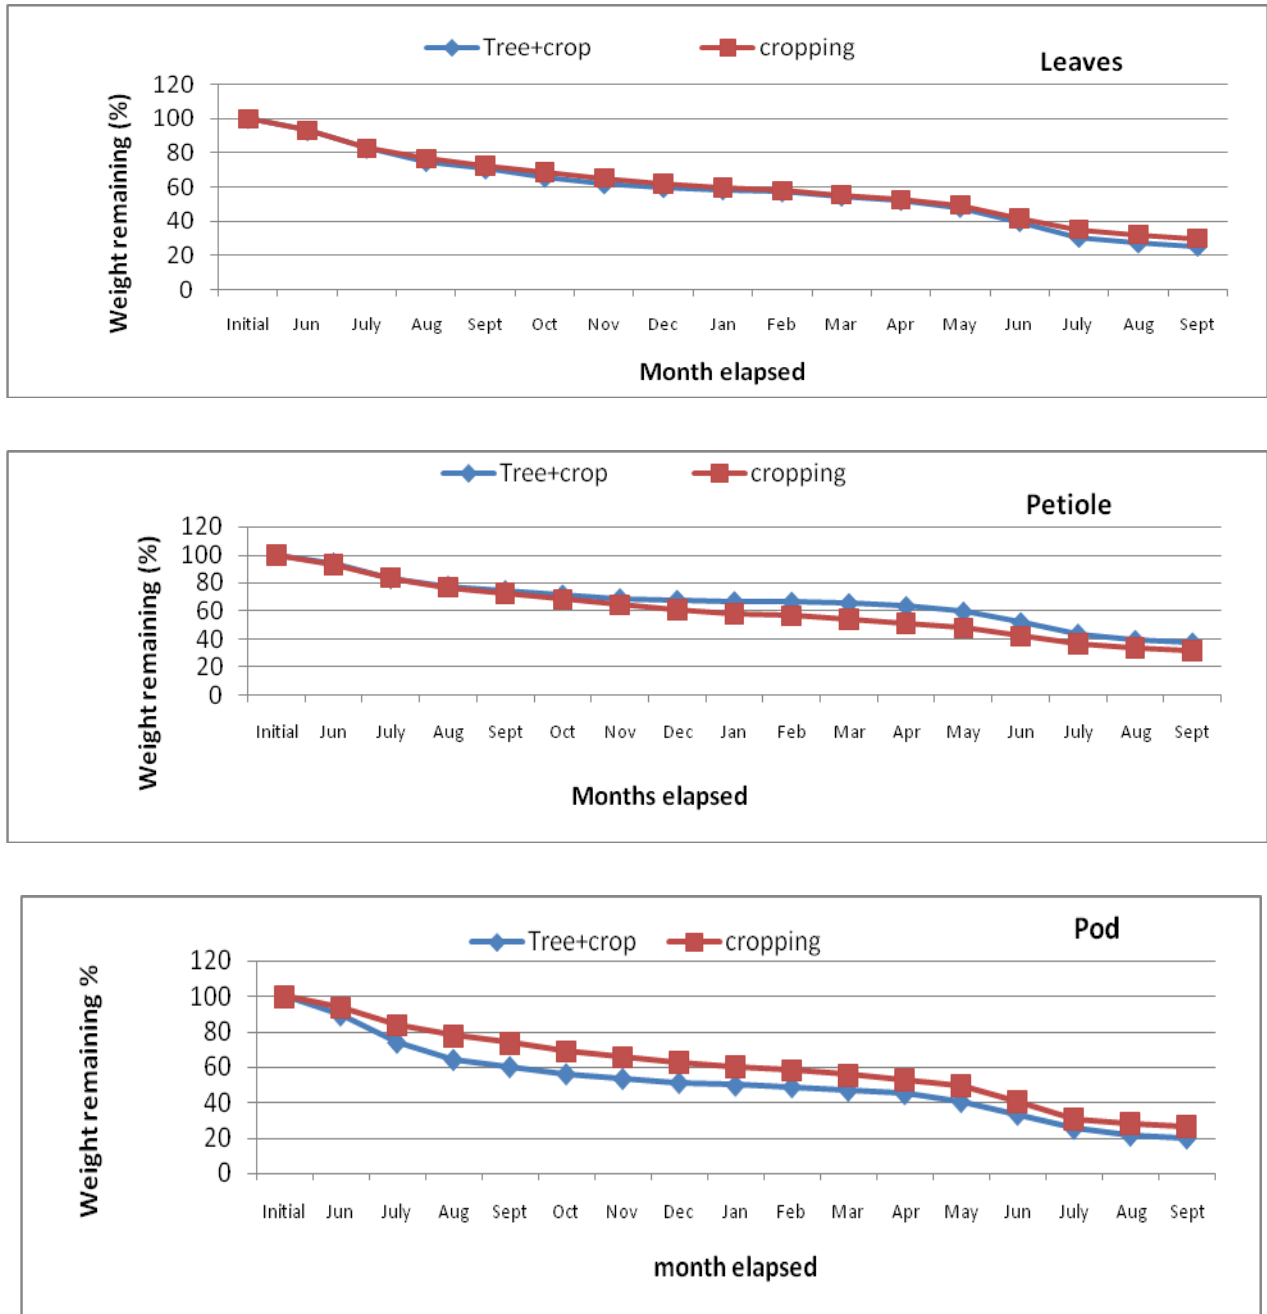 Tree+crop cropping Leaves
Weight remaining (%)
120
100
80
60
40
20
0
Initial Jun July Aug Sept Oct Nov Dec Jan Feb Mar Apr May Jun July Aug Sept
Month elapsed
Tree+crop cropping
Petiole
Weight remaining (%)
120
100
80
60
40
20
0
Initial Jun July Aug Sept Oct Nov Dec Jan Feb Mar Apr May Jun July Aug Sept
Months elapsed
Pod
Tree+crop cropping
Weight remaining %
120
100
80
60
40
20
0
Initial Jun July Aug Sept Oct Nov Dec Jan Feb Mar Apr May Jun July Aug Sept
month elapsed